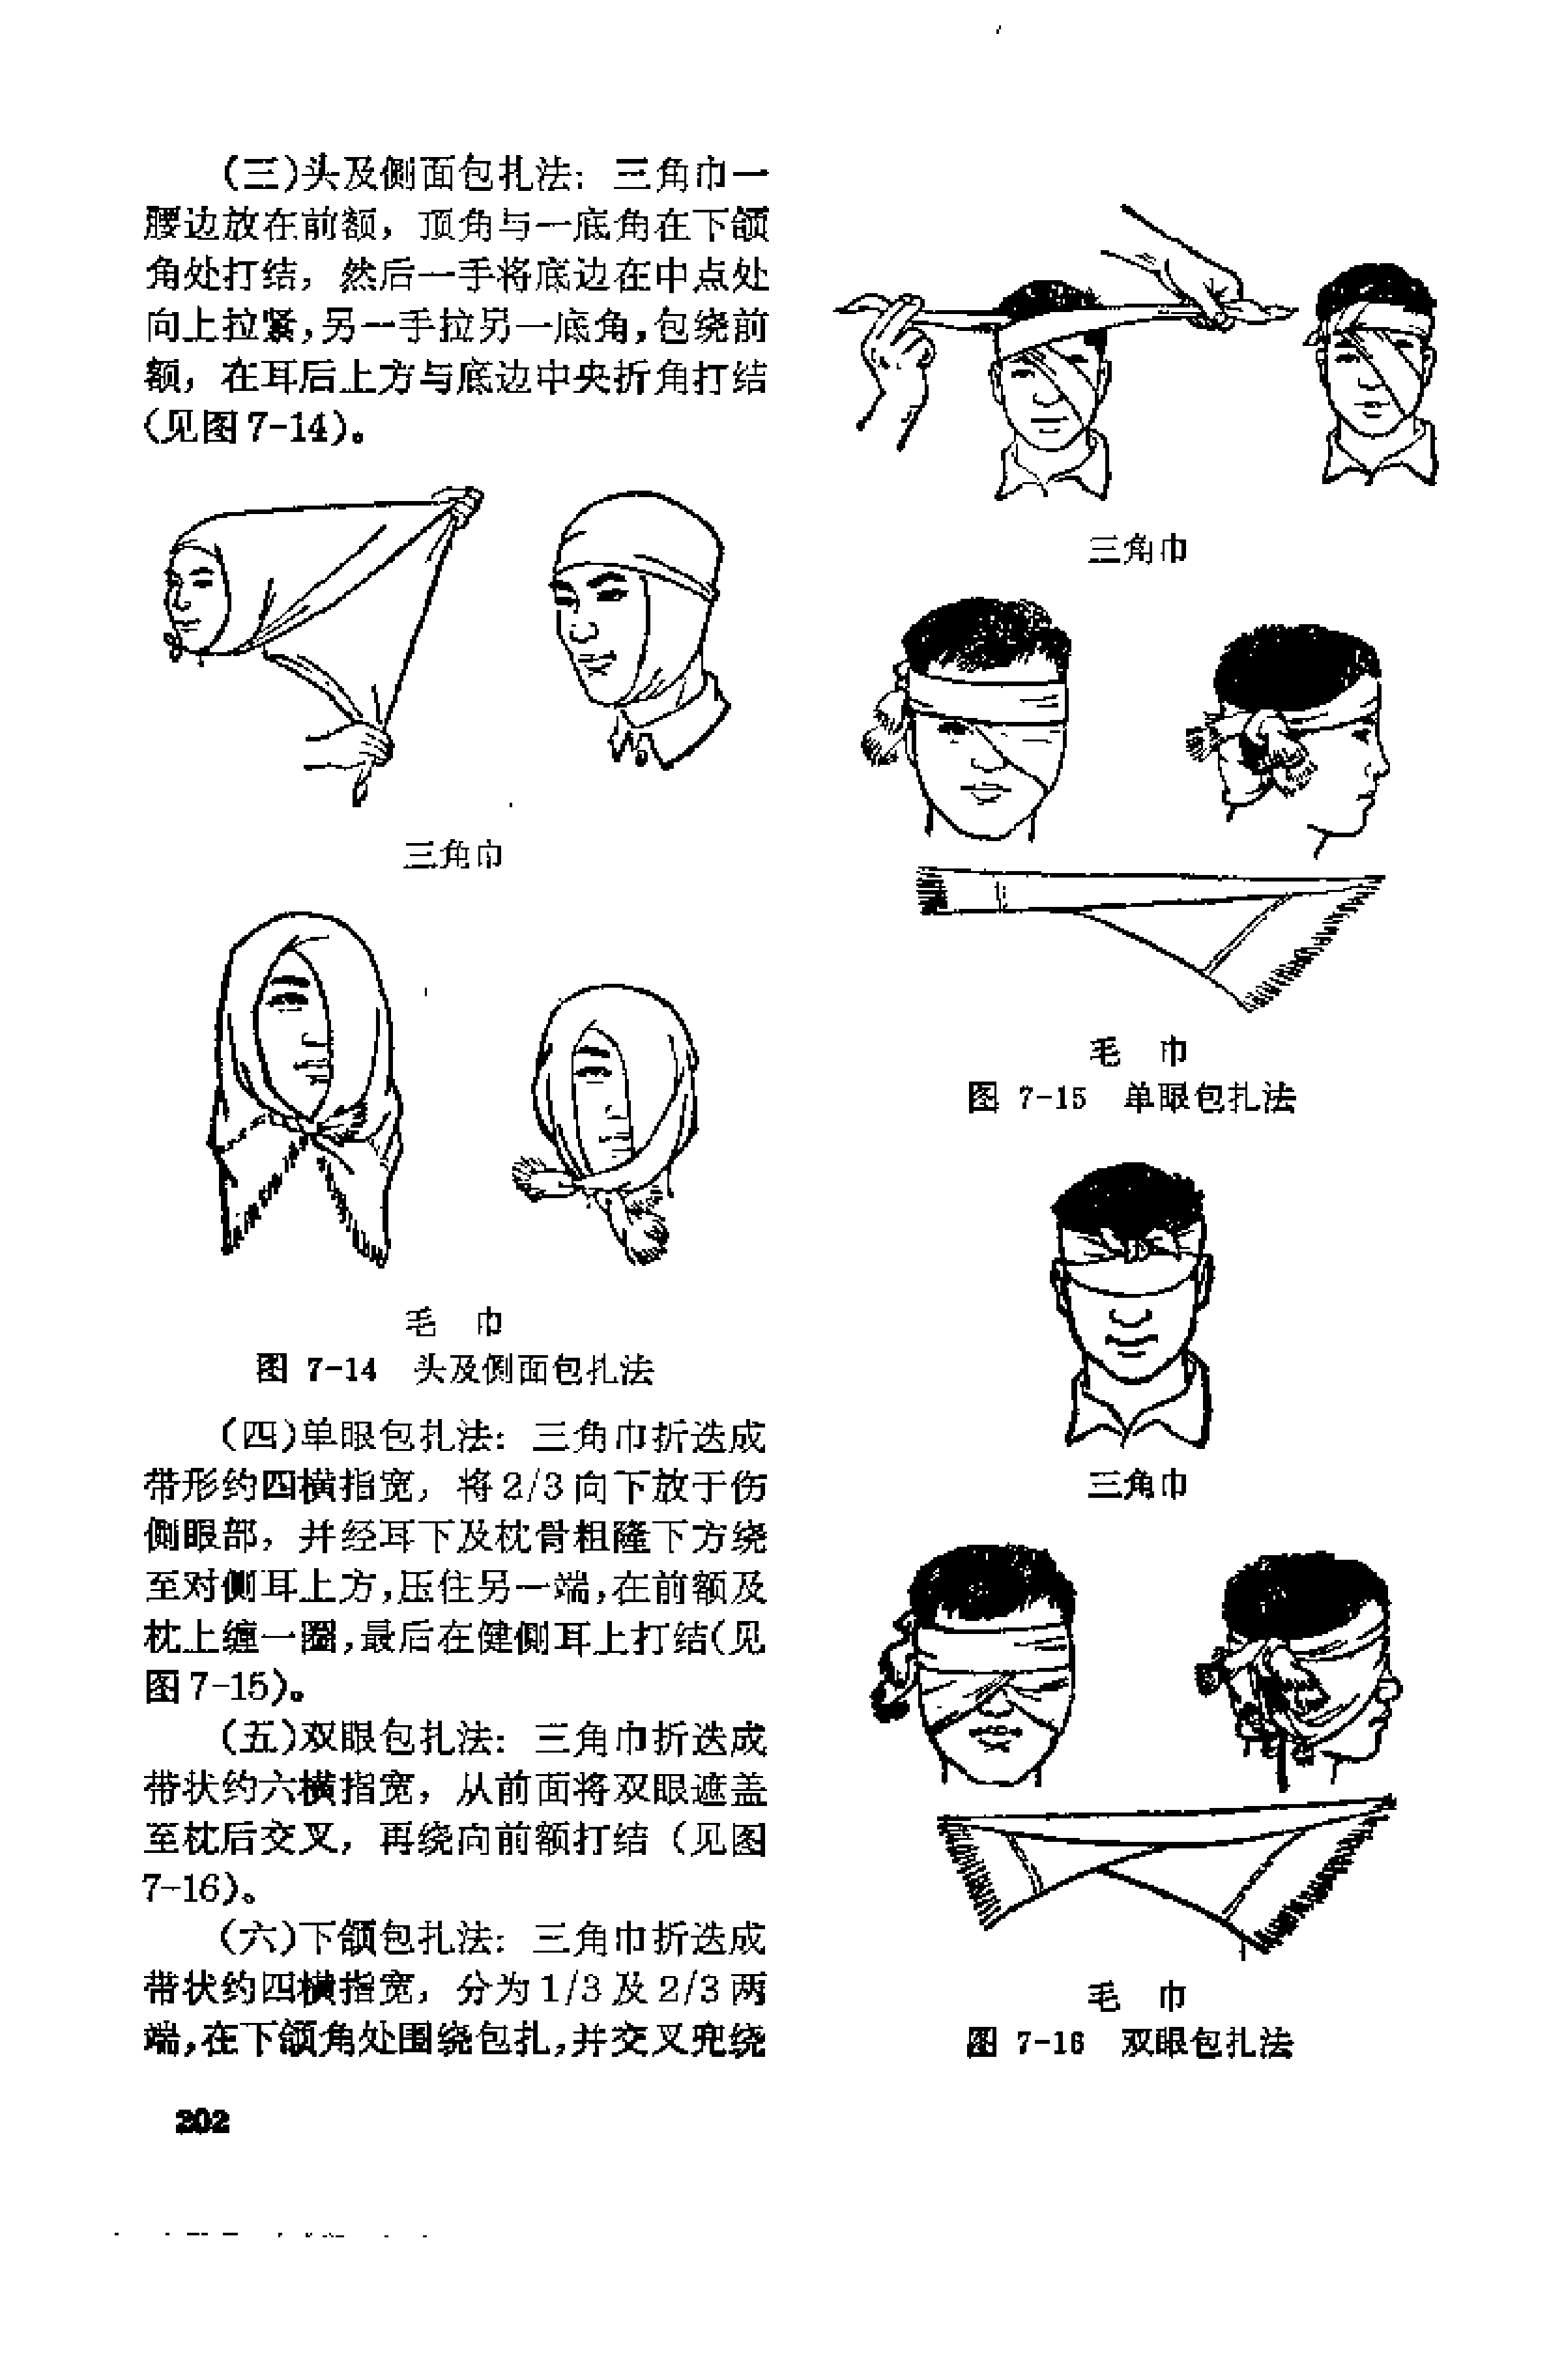 (三)头及侧面包扎法：三角巾一
腰边放在前额，顶角与一底角在下颌
角处打结，然后一手将底边在中点处
向上拉紧，另一手拉另一底角，包绕前
额，在耳后上方与底边中央折角打结
(见图7-14)。
三角巾
毛 巾
图 7-14 头及侧面包扎法
(四)单眼包扎法：三角巾折迭成
带形约四横指宽，将2/3向下放于伤
侧眼部，并经耳下及枕骨粗隆下方绕
至对侧耳上方，压住另一端，在前额及
枕上缠一圈，最后在健侧耳上打结(见
图7-15)。
(五)双眼包扎法：三角巾折迭成
带状约六横指宽，从前面将双眼遮盖
至枕后交叉，再绕向前额打结（见图
7-16)。
(六)下颌包扎法：三角巾折迭成
带状约四横指宽，分为1/3及2/3两
端，在下颌角处围绕包扎，并交叉兜绕
202
三角巾
毛 巾
图 7-15 单眼包扎法
三角巾
毛 巾
图 7-16 双眼包扎法